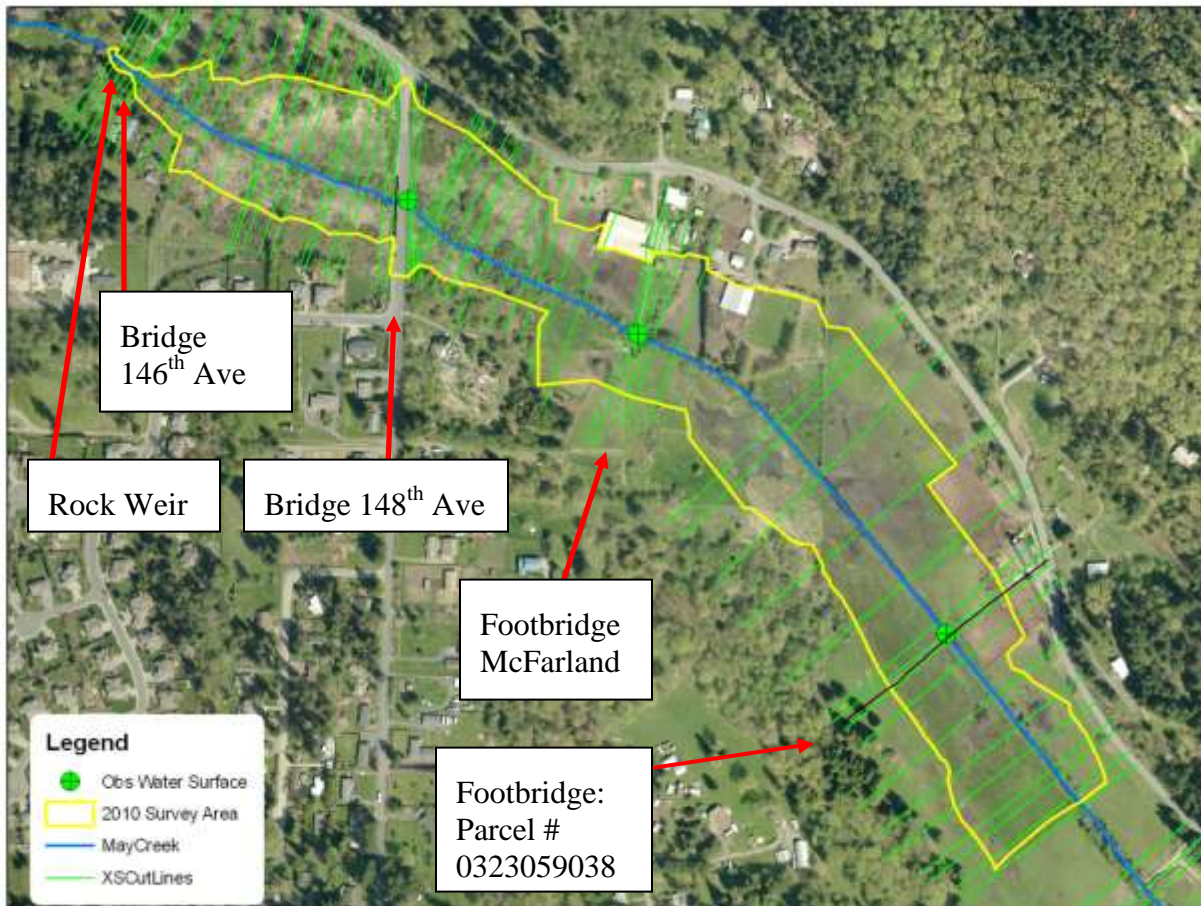 Bridge
146th Ave
Rock Weir
Bridge 148th Ave
Footbridge
McFarland
Footbridge:
Parcel #
0323059038
Legend
Obs Water Surface
2010 Survey Area
MayCreek
XSCutLines